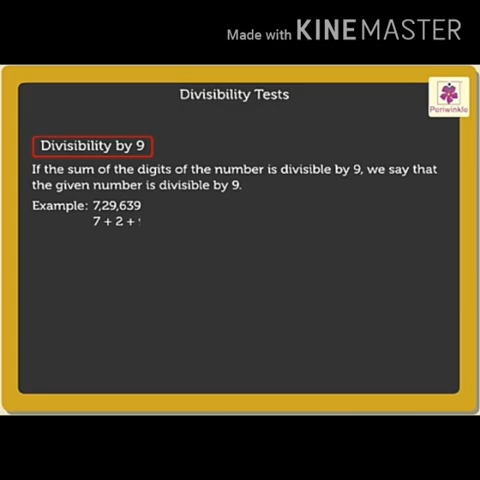 Made with KINEMASTER
Divisibility Tests
Periwinkle
Divisibility by 9
If the sum of the digits of the number is divisible by 9, we say that
the given number is divisible by 9.
Example: 7,29,639
7 + 2 +